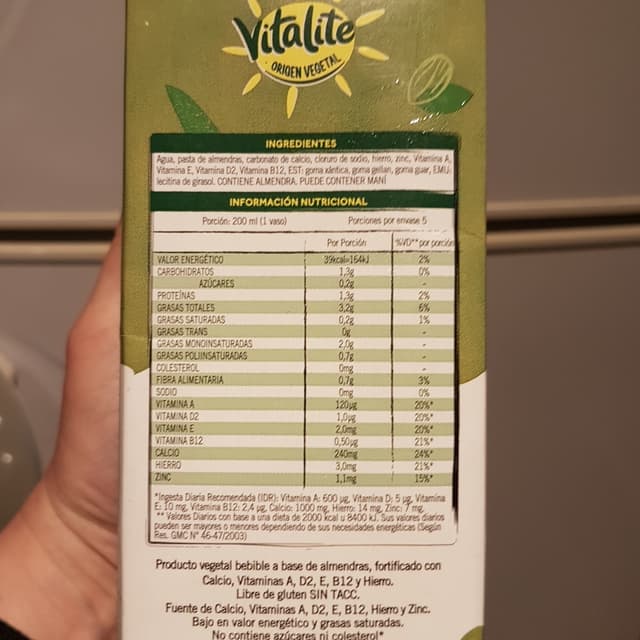 Vitalite
ORIGEN VEGETAL
INGREDIENTES
Agua, pasta de almendras, carbonato de calcio, cloruro de sodio, hierro, zinc, Vitamina A,
Vitamina E, Vitamina D2, Vitamina B12, EST: goma xántica, goma gellan, goma guar, EMU:
lecitina de girasol. CONTIENE ALMENDRA. PUEDE CONTENER MANÍ
INFORMACIÓN NUTRICIONAL
Porción: 200 ml (1 vaso) Porciones por envase 5
Por Porción %VD** por porción
VALOR ENERGÉTICO 39kcal=164kJ 2%
CARBOHIDRATOS 1,3g 0%
AZÚCARES 0,2g -
PROTEÍNAS 1,3g 2%
GRASAS TOTALES 3,2g 6%
GRASAS SATURADAS 0,2g 1%
GRASAS TRANS 0g -
GRASAS MONOINSATURADAS 2,0g -
GRASAS POLIINSATURADAS 0,7g -
COLESTEROL 0mg -
FIBRA ALIMENTARIA 0,7g 3%
SODIO 0mg 0%
VITAMINA A 120µg 20%*
VITAMINA D2 1,0µg 20%*
VITAMINA E 2,0mg 20%*
VITAMINA B12 0,50µg 21%*
CALCIO 240mg 24%*
HIERRO 3,0mg 21%*
ZINC 1,1mg 15%*
*Ingesta Diaria Recomendada (IDR): Vitamina A: 600 µg, Vitamina D: 5 µg, Vitamina
E: 10 mg, Vitamina B12: 2,4 µg, Calcio: 1000 mg, Hierro: 14 mg, Zinc: 7 mg.
** Valores Diarios con base a una dieta de 2000 kcal u 8400 kJ. Sus valores diarios
pueden ser mayores o menores dependiendo de sus necesidades energéticas (Según
Res. GMC N° 46-47/2003)
Producto vegetal bebible a base de almendras, fortificado con
Calcio, Vitaminas A, D2, E, B12 y Hierro.
Libre de gluten SIN TACC.
Fuente de Calcio, Vitaminas A, D2, E, B12, Hierro y Zinc.
Bajo en valor energético y grasas saturadas.
No contiene azúcares ni colesterol*